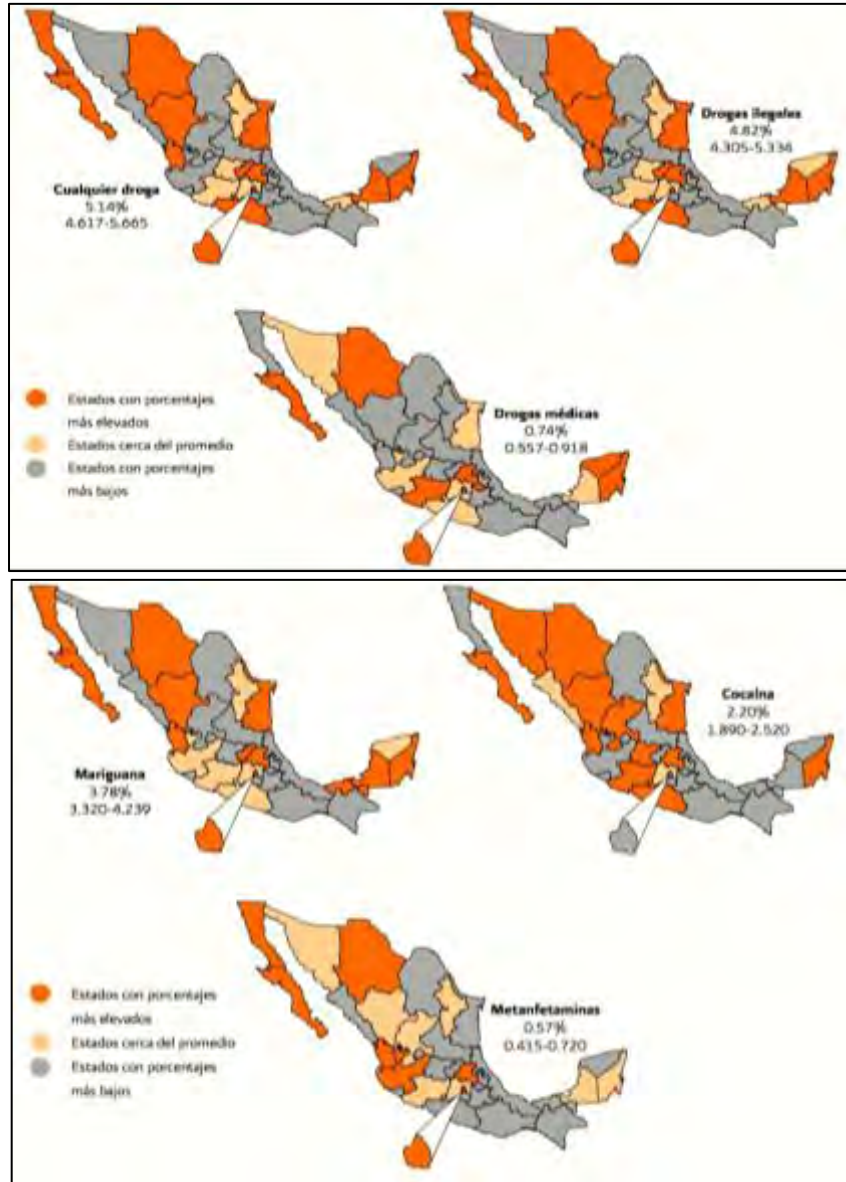 Cualquier droga
5.14%
4.617-5.665
Drogas ilegales
4.82%
4.305-5.334
Estados con porcentajes
más elevados
Estados cerca del promedio
Estados con porcentajes
más bajos
Drogas médicas
0.74%
0.557-0.918
Mariguana
3.78%
3.320-4.239
Cocaína
2.20%
1.890-2.520
Estados con porcentajes
más elevados
Estados cerca del promedio
Estados con porcentajes
más bajos
Metanfetaminas
0.57%
0.415-0.720